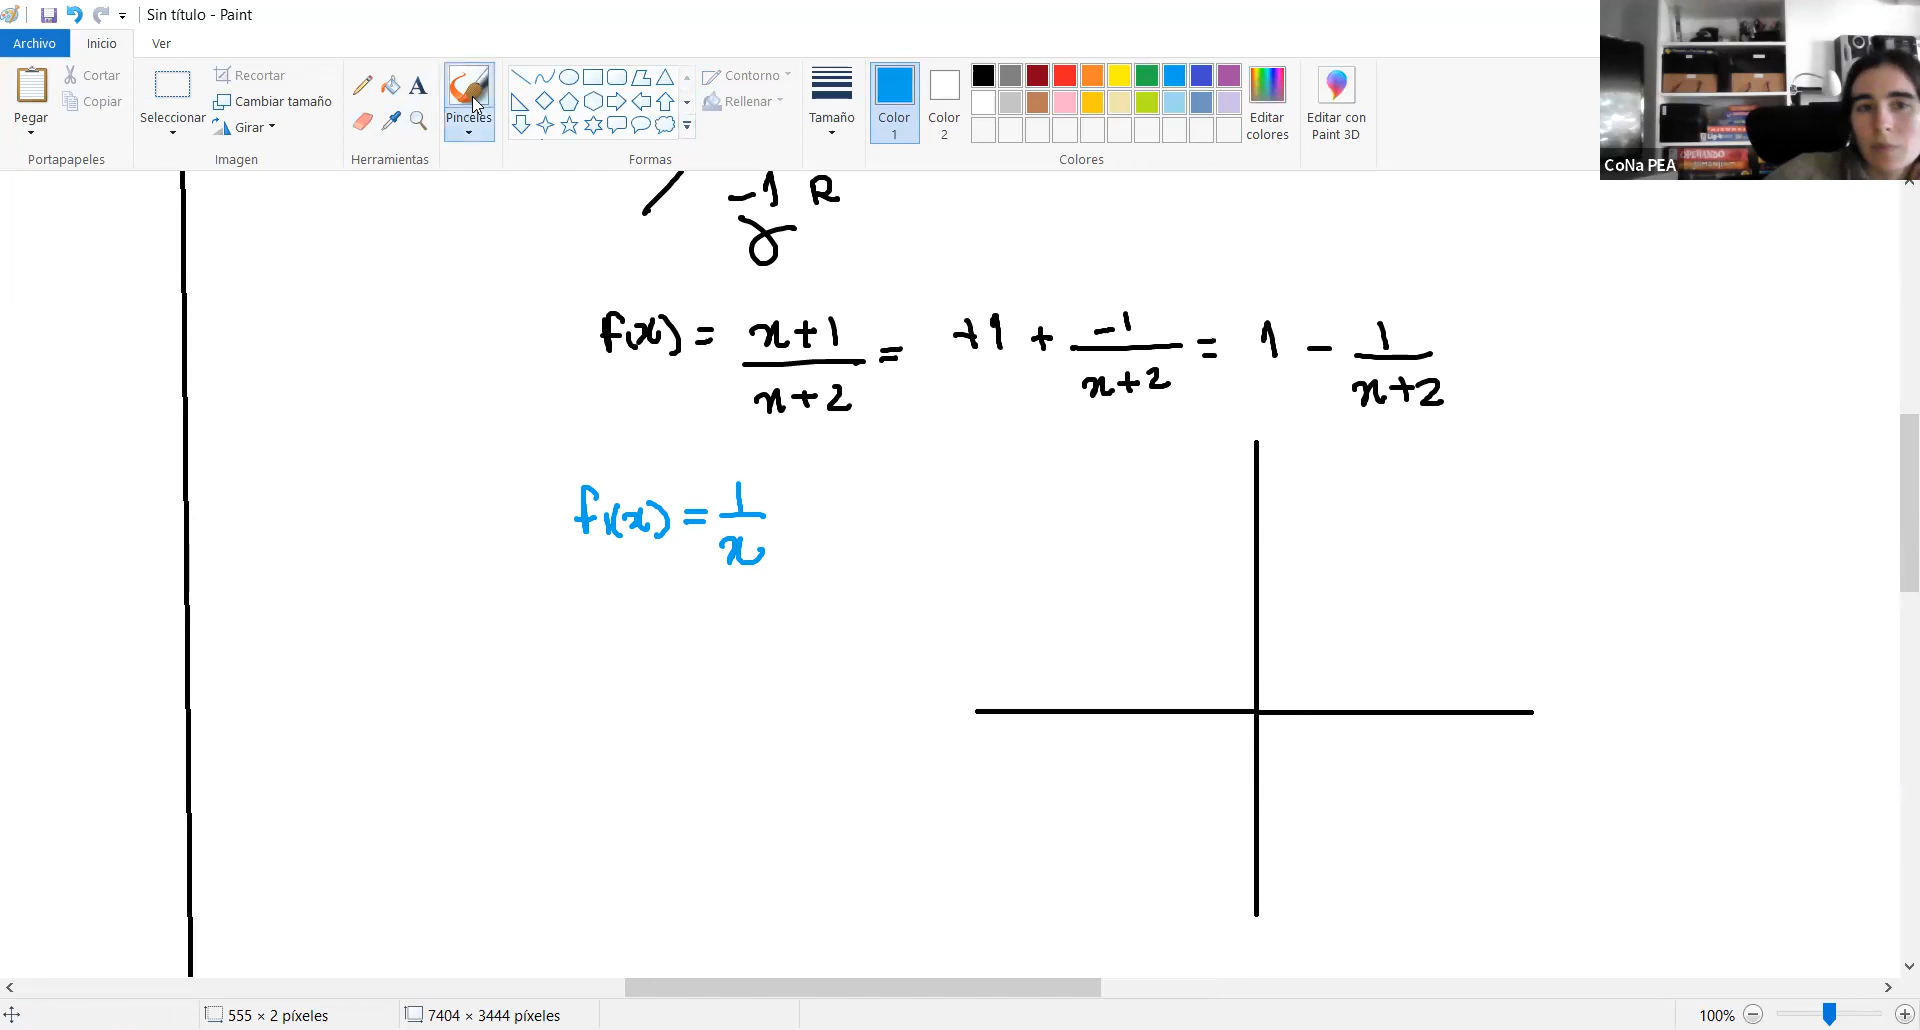 Sin título - Paint
Archivo Inicio Ver
Pegar
Cortar
Copiar
Portapapeles
Seleccionar
Recortar
Cambiar tamaño
Girar
Imagen
A
Herramientas
Pinceles
Contorno
Rellenar
Formas
Tamaño
Color 1
Color 2
Editar colores
Editar con Paint 3D
Colores
OPERANDO
CoNa PEA
-1 R
f(x) = x+1 / x+2 = +1 + -1 / x+2 = 1 - 1 / x+2
f1(x) = 1 / x
555 × 2 píxeles
7404 × 3444 píxeles
100%